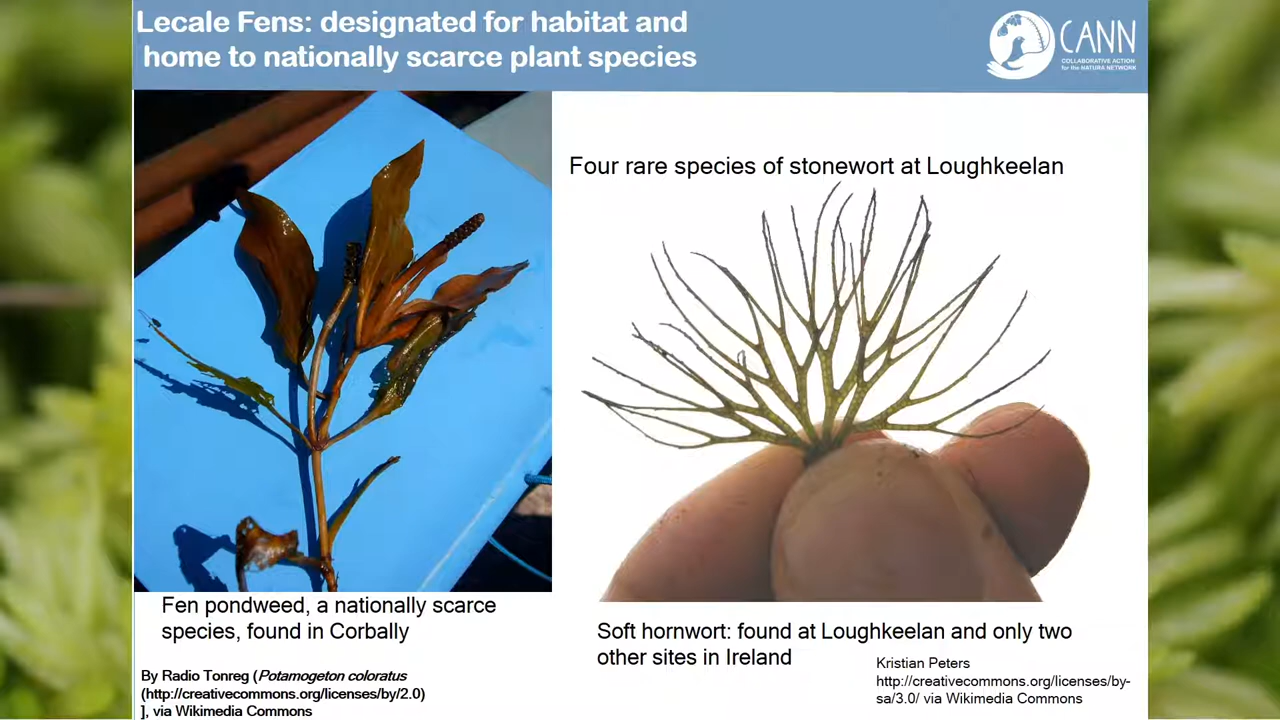 Lecale Fens: designated for habitat and
home to nationally scarce plant species
CANN
COLLABORATIVE ACTION
for the NATURA NETWORK
Four rare species of stonewort at Loughkeelan
Fen pondweed, a nationally scarce
species, found in Corbally
By Radio Tonreg (Potamogeton coloratus
(http://creativecommons.org/licenses/by/2.0)
], via Wikimedia Commons
Soft hornwort: found at Loughkeelan and only two
other sites in Ireland
Kristian Peters
http://creativecommons.org/licenses/by-
sa/3.0/ via Wikimedia Commons